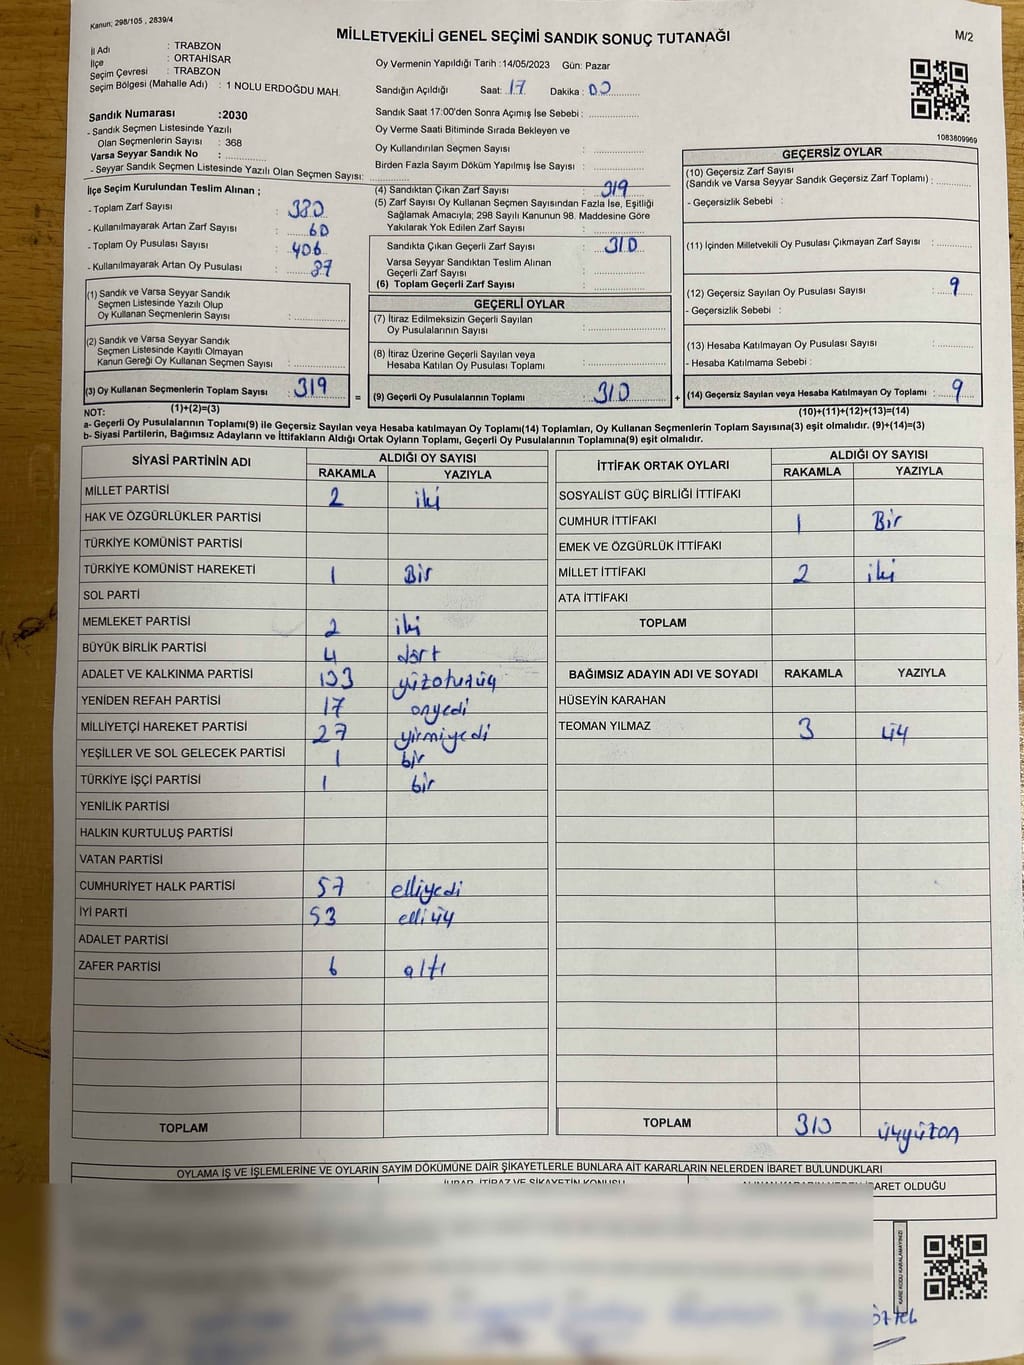 Kanun: 298/105 , 2839/4
MİLLETVEKİLİ GENEL SEÇİMİ SANDIK SONUÇ TUTANAĞI
M/2
İl Adı : TRABZON
İlçe : ORTAHİSAR
Seçim Çevresi : TRABZON
Seçim Bölgesi (Mahalle Adı) : 1 NOLU ERDOĞDU MAH.
Oy Vermenin Yapıldığı Tarih :14/05/2023 Gün: Pazar
Sandığın Açıldığı Saat: 17 Dakika : 00
Sandık Saat 17:00'den Sonra Açımış İse Sebebi :
Oy Verme Saati Bitiminde Sırada Bekleyen ve
Oy Kullandırılan Seçmen Sayısı :
Birden Fazla Sayım Döküm Yapılmış İse Sayısı :
1083809969
Sandık Numarası :2030
- Sandık Seçmen Listesinde Yazılı
Olan Seçmenlerin Sayısı : 368
Varsa Seyyar Sandık No :
- Seyyar Sandık Seçmen Listesinde Yazılı Olan Seçmen Sayısı:
İlçe Seçim Kurulundan Teslim Alınan ;
- Toplam Zarf Sayısı : 380
- Kullanılmayarak Artan Zarf Sayısı : 60
- Toplam Oy Pusulası Sayısı : 406
- Kullanılmayarak Artan Oy Pusulası : 87
(1) Sandık ve Varsa Seyyar Sandık
Seçmen Listesinde Yazılı Olup
Oy Kullanan Seçmenlerin Sayısı :
(2) Sandık ve Varsa Seyyar Sandık
Seçmen Listesinde Kayıtlı Olmayan
Kanun Gereği Oy Kullanan Seçmen Sayısı :
(3) Oy Kullanan Seçmenlerin Toplam Sayısı : 319
(1)+(2)=(3)
(4) Sandıktan Çıkan Zarf Sayısı : 319
(5) Zarf Sayısı Oy Kullanan Seçmen Sayısından Fazla İse, Eşitliği
Sağlamak Amacıyla; 298 Sayılı Kanunun 98. Maddesine Göre
Yakılarak Yok Edilen Zarf Sayısı :
Sandıkta Çıkan Geçerli Zarf Sayısı : 310
Varsa Seyyar Sandıktan Teslim Alınan
Geçerli Zarf Sayısı :
(6) Toplam Geçerli Zarf Sayısı :
GEÇERLİ OYLAR
(7) İtiraz Edilmeksizin Geçerli Sayılan
Oy Pusulalarının Sayısı :
(8) İtiraz Üzerine Geçerli Sayılan veya
Hesaba Katılan Oy Pusulası Toplamı :
= (9) Geçerli Oy Pusulalarının Toplamı : 310
GEÇERSİZ OYLAR
(10) Geçersiz Zarf Sayısı
(Sandık ve Varsa Seyyar Sandık Geçersiz Zarf Toplamı) :
- Geçersizlik Sebebi :
(11) İçinden Milletvekili Oy Pusulası Çıkmayan Zarf Sayısı :
(12) Geçersiz Sayılan Oy Pusulası Sayısı : 9
- Geçersizlik Sebebi :
(13) Hesaba Katılmayan Oy Pusulası Sayısı :
- Hesaba Katılmama Sebebi :
+ (14) Geçersiz Sayılan veya Hesaba Katılmayan Oy Toplamı : 9
(10)+(11)+(12)+(13)=(14)
NOT:
a- Geçerli Oy Pusulalarının Toplamı(9) ile Geçersiz Sayılan veya Hesaba katılmayan Oy Toplamı(14) Toplamları, Oy Kullanan Seçmenlerin Toplam Sayısına(3) eşit olmalıdır. (9)+(14)=(3)
b- Siyasi Partilerin, Bağımsız Adayların ve İttifakların Aldığı Ortak Oyların Toplamı, Geçerli Oy Pusulalarının Toplamına(9) eşit olmalıdır.
SİYASİ PARTİNİN ADI ALDIĞI OY SAYISI
RAKAMLA YAZIYLA
MİLLET PARTİSİ 2 iki
HAK VE ÖZGÜRLÜKLER PARTİSİ
TÜRKİYE KOMÜNİST PARTİSİ
TÜRKİYE KOMÜNİST HAREKETİ 1 Bir
SOL PARTİ
MEMLEKET PARTİSİ 2 iki
BÜYÜK BİRLİK PARTİSİ 4 dört
ADALET VE KALKINMA PARTİSİ 133 yüzotuzüç
YENİDEN REFAH PARTİSİ 17 onyedi
MİLLİYETÇİ HAREKET PARTİSİ 27 yirmiyedi
YEŞİLLER VE SOL GELECEK PARTİSİ 1 bir
TÜRKİYE İŞÇİ PARTİSİ 1 bir
YENİLİK PARTİSİ
HALKIN KURTULUŞ PARTİSİ
VATAN PARTİSİ
CUMHURİYET HALK PARTİSİ 57 elliyedi
İYİ PARTİ 53 elliüç
ADALET PARTİSİ
ZAFER PARTİSİ 6 altı
TOPLAM
İTTİFAK ORTAK OYLARI ALDIĞI OY SAYISI
RAKAMLA YAZIYLA
SOSYALİST GÜÇ BİRLİĞİ İTTİFAKI
CUMHUR İTTİFAKI 1 Bir
EMEK VE ÖZGÜRLÜK İTTİFAKI
MİLLET İTTİFAKI 2 iki
ATA İTTİFAKI
TOPLAM
BAĞIMSIZ ADAYIN ADI VE SOYADI RAKAMLA YAZIYLA
HÜSEYİN KARAHAN
TEOMAN YILMAZ 3 üç
TOPLAM 310 üçyüzon
OYLAMA İŞ VE İŞLEMLERİNE VE OYLARIN SAYIM DÖKÜMÜNE DAİR ŞİKAYETLERLE BUNLARA AİT KARARLARIN NELERDEN İBARET BULUNDUKLARI
OLDUĞU
KARE KODU KARALAMAYINIZ!